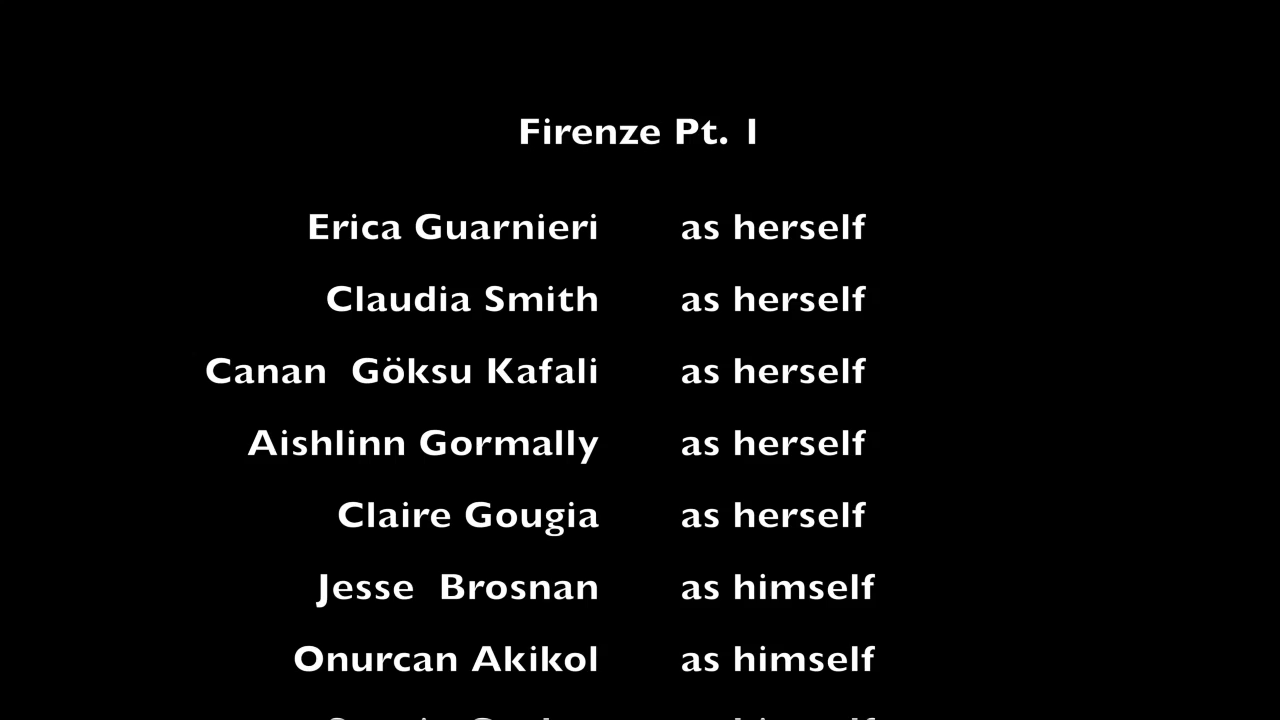 Firenze Pt. 1
Erica Guarnieri as herself
Claudia Smith as herself
Canan  Göksu Kafali as herself
Aishlinn Gormally as herself
Claire Gougia as herself
Jesse  Brosnan as himself
Onurcan Akikol as himself